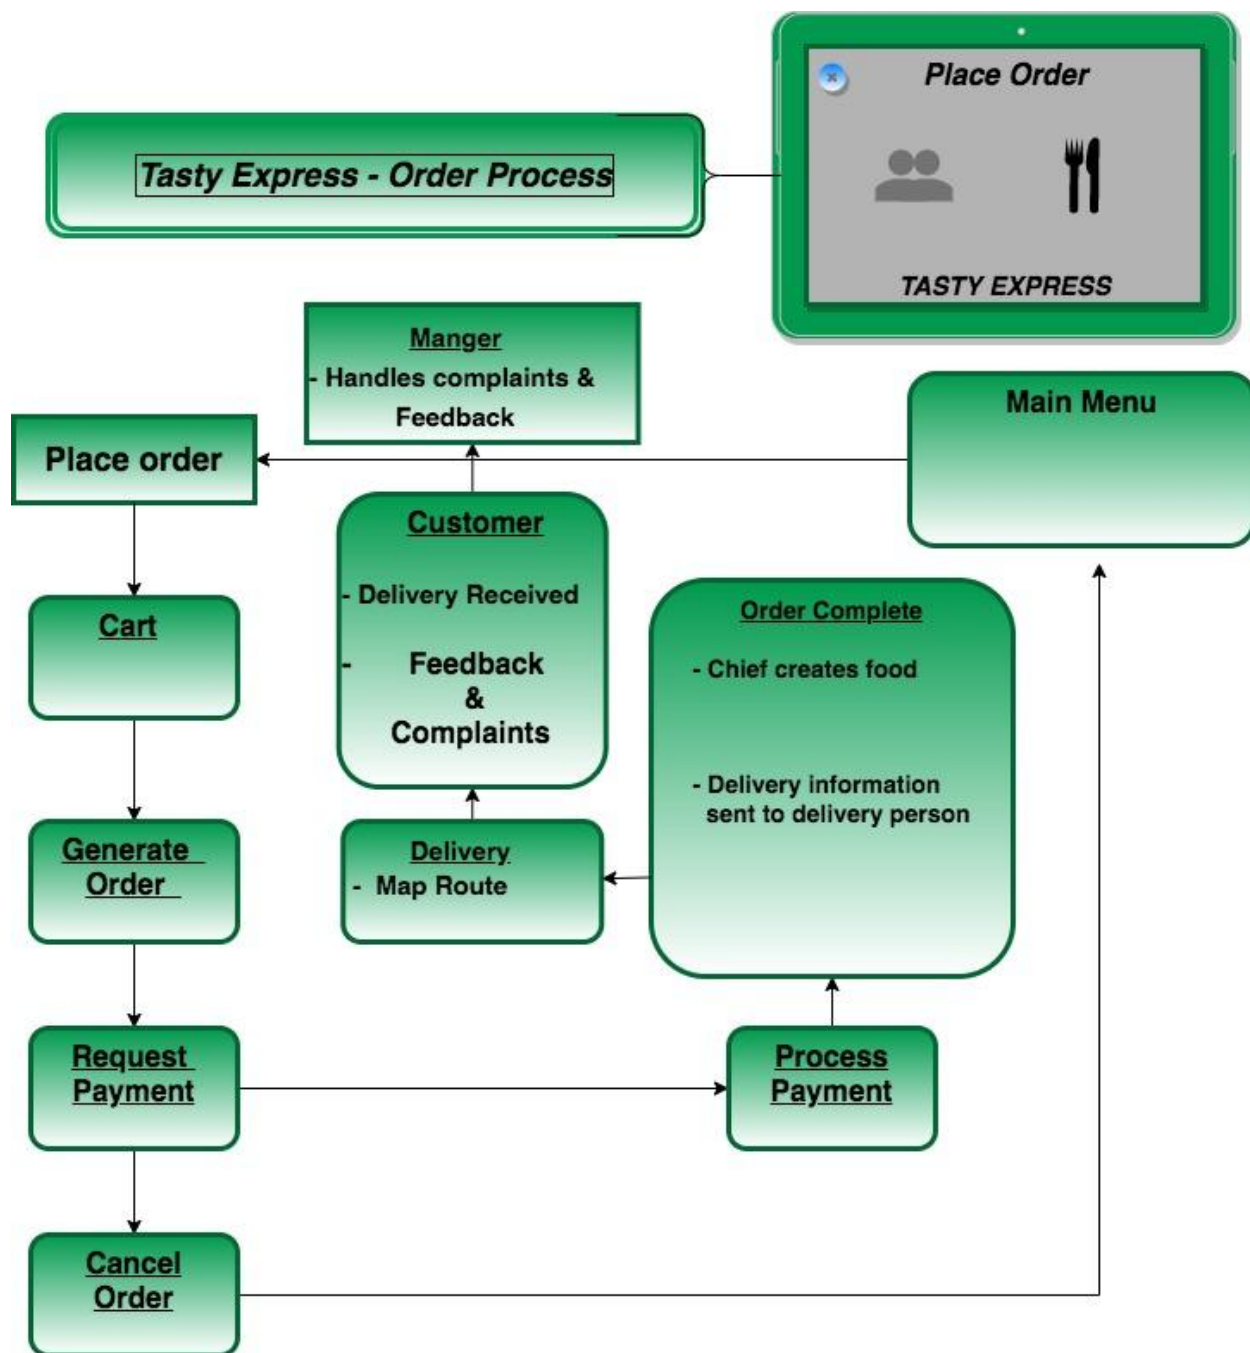 Place Order
Tasty Express - Order Process
TASTY EXPRESS
Manger
- Handles complaints &
Feedback
Main Menu
Place order
Customer
- Delivery Received
- Feedback
&
Complaints
Cart
Order Complete
- Chief creates food
- Delivery information
sent to delivery person
Generate
Order
Delivery
- Map Route
Request
Payment
Process
Payment
Cancel
Order